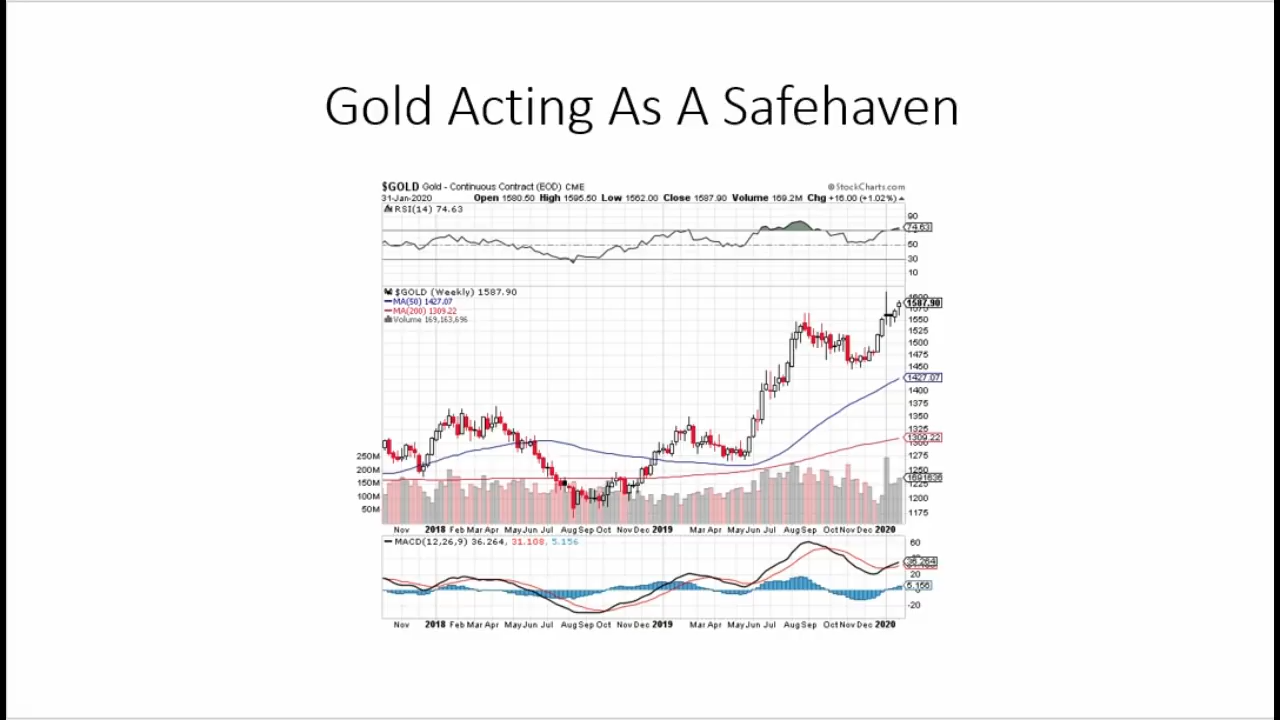 Gold Acting As A Safehaven
$GOLD Gold - Continuous Contract (EOD) CME
© StockCharts.com
31-Jan-2020 Open 1580.50 High 1595.50 Low 1562.00 Close 1587.90 Volume 169.2M Chg +16.00 (+1.02%)
RSI(14) 74.63
90
74.63
50
30
10
$GOLD (Weekly) 1587.90
MA(50) 1427.07
MA(200) 1309.22
Volume 169,163,696
1587.90
1575
1550
1525
1500
1475
1450
1427.07
1400
1375
1350
1325
1309.22
1275
1250
1225
1200
1175
250M
200M
150M
100M
50M
Nov 2018 Feb Mar Apr May Jun Jul Aug Sep Oct Nov Dec 2019 Mar Apr May Jun Jul Aug Sep Oct Nov Dec 2020
MACD(12,26,9) 36.264, 31.108, 5.156
60
36.264
20
5.156
-20
Nov 2018 Feb Mar Apr May Jun Jul Aug Sep Oct Nov Dec 2019 Mar Apr May Jun Jul Aug Sep Oct Nov Dec 2020